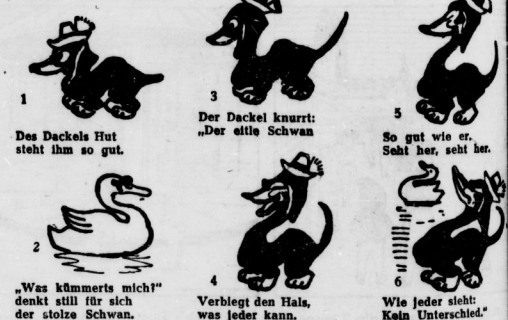 1
Des Dackels Hut
steht ihm so gut.
2
„Was kümmerts mich?"
denkt still für sich
der stolze Schwan.
3
Der Dackel knurrt:
„Der eitle Schwan
4
Verbiegt den Hals,
was jeder kann.
5
So gut wie er.
Seht her, seht her.
6
Wie jeder sieht:
Kein Unterschied."